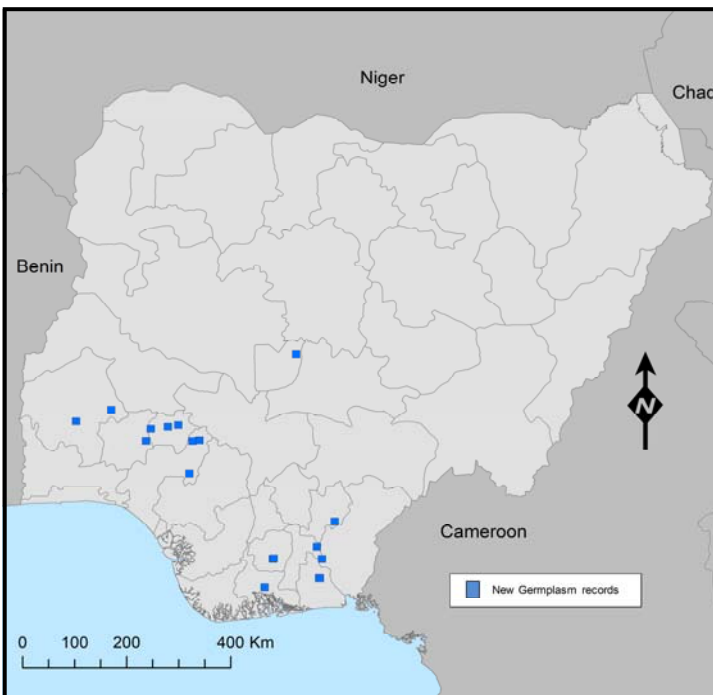 Niger
Chad
Benin
N
Cameroon
New Germplasm records
0 100 200 400 Km